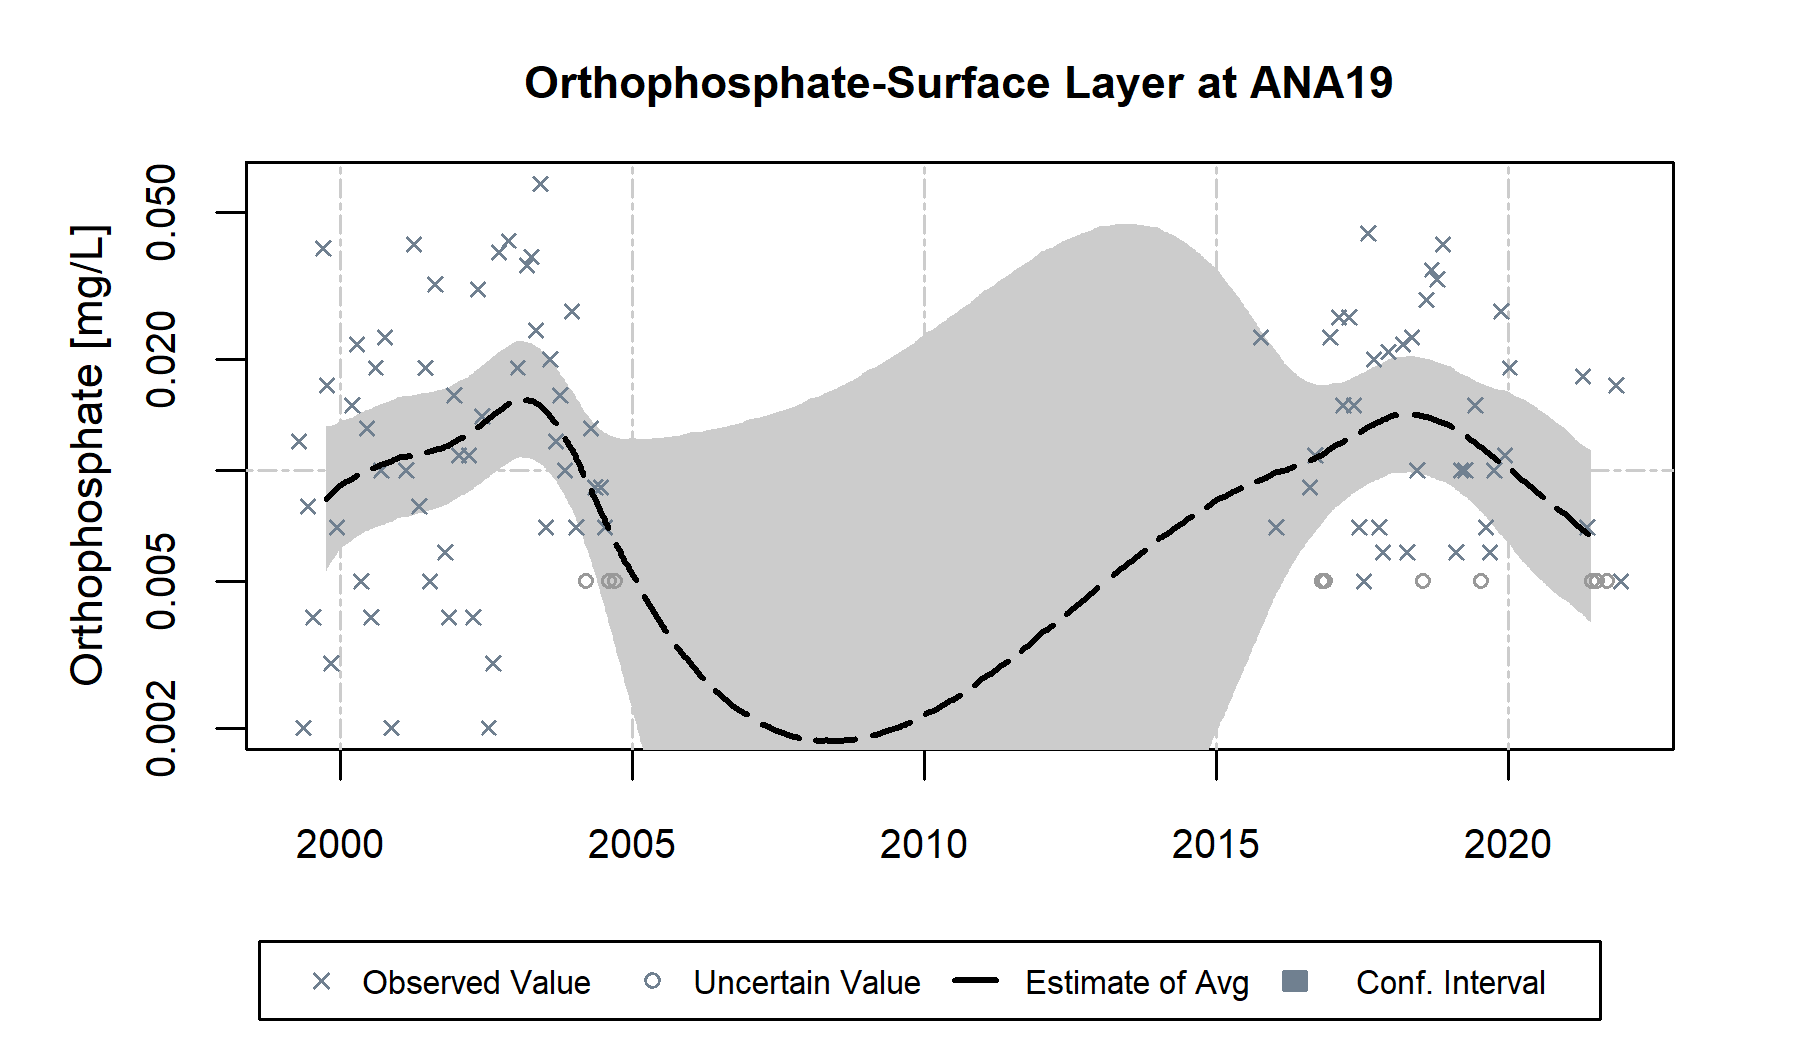 Orthophosphate-Surface Layer at ANA19
Orthophosphate [mg/L]
0.050
0.020
0.005
0.002
2000 2005 2010 2015 2020
Observed Value Uncertain Value Estimate of Avg Conf. Interval